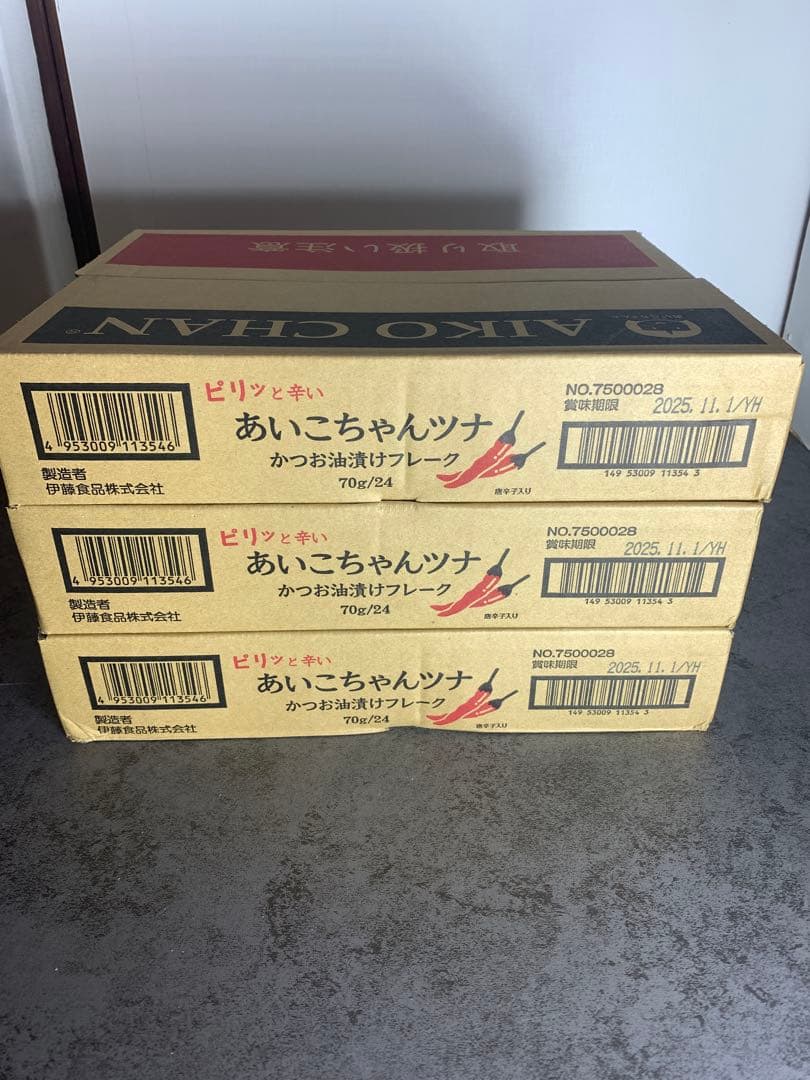 取り扱い注意
AIKO CHAN®
ピリッと辛い
あいこちゃんツナ
かつお油漬けフレーク
70g/24
唐辛子入り
4 953009 113546
製造者
伊藤食品株式会社
NO.7500028
賞味期限 2025.11.1/YH
149 53009 11354 3
ピリッと辛い
あいこちゃんツナ
かつお油漬けフレーク
70g/24
唐辛子入り
4 953009 113546
製造者
伊藤食品株式会社
NO.7500028
賞味期限 2025.11.1/YH
149 53009 11354 3
ピリッと辛い
あいこちゃんツナ
かつお油漬けフレーク
70g/24
唐辛子入り
4 953009 113546
製造者
伊藤食品株式会社
NO.7500028
賞味期限 2025.11.1/YH
149 53009 11354 3